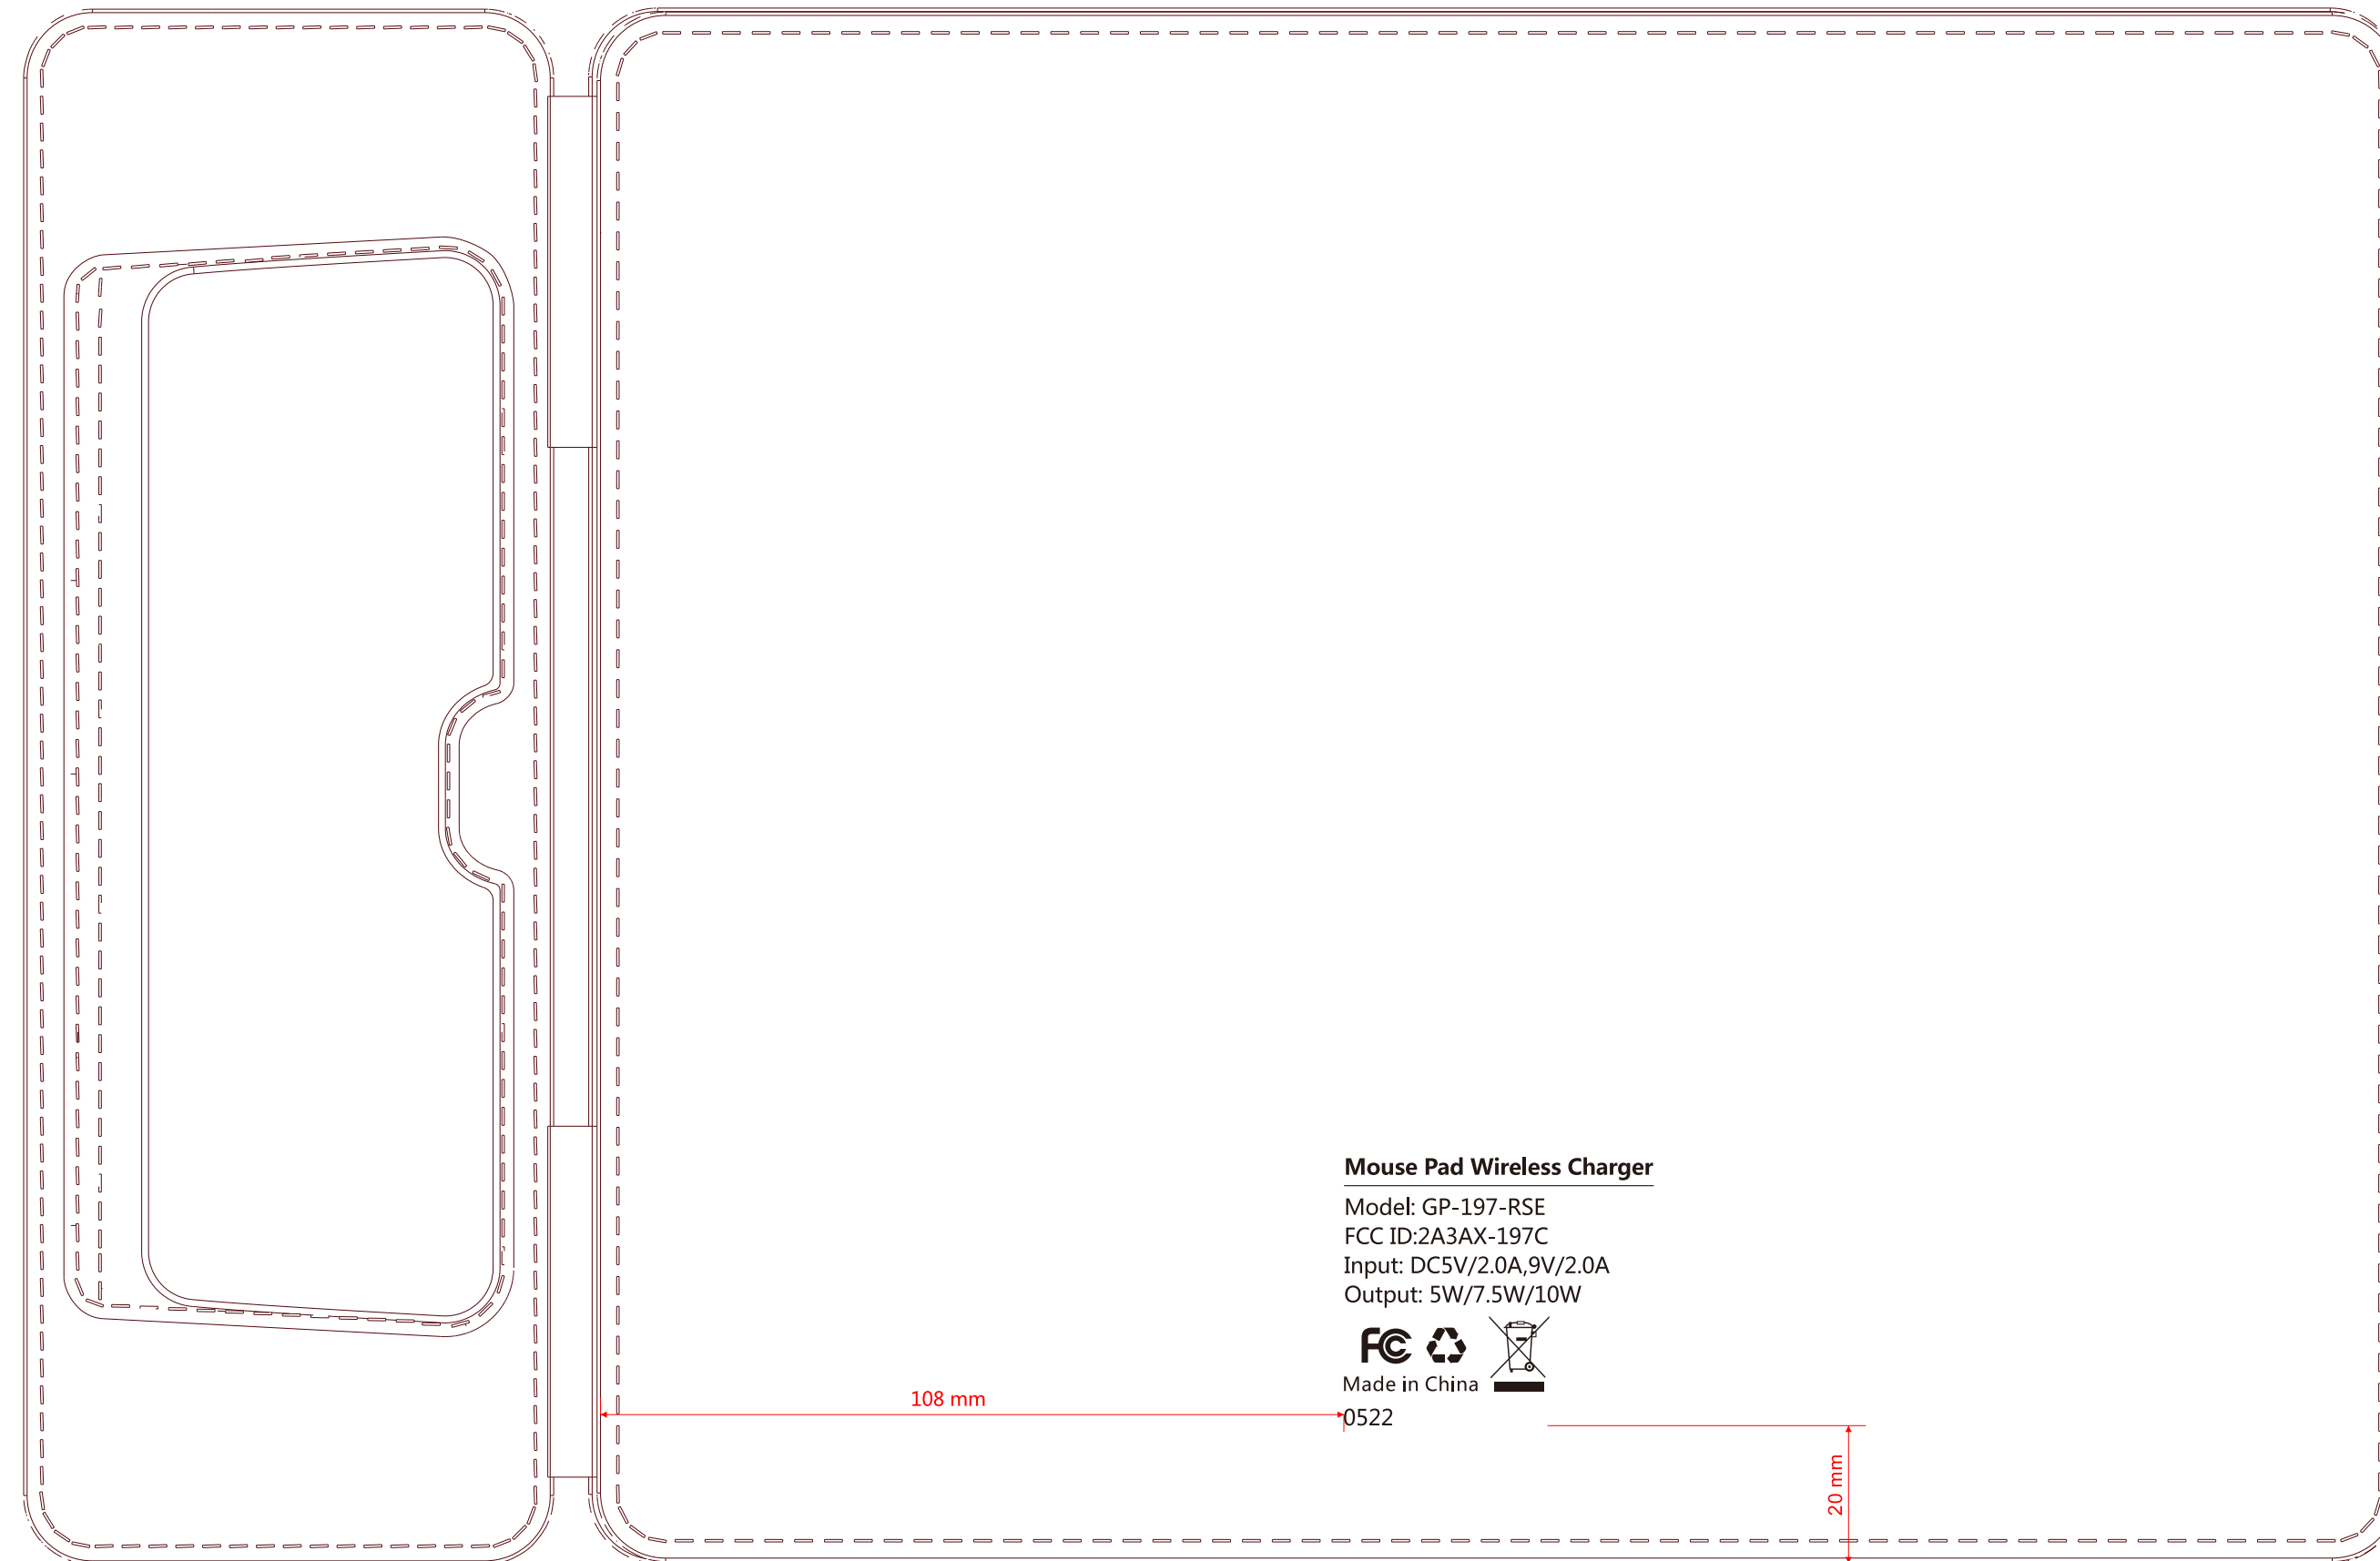 Mouse Pad Wireless Charger
Model: GP-197-RSE
FCC ID:2A3AX-197C
Input: DC5V/2.0A,9V/2.0A
Output: 5W/7.5W/10W
FC
Made in China
0522
108 mm
20 mm